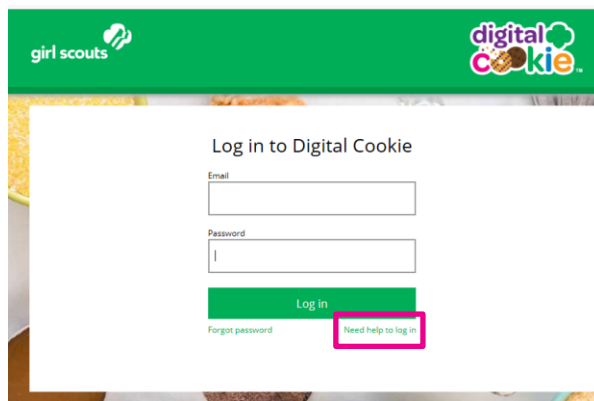 girl scouts
digital
cookie™
Log in to Digital Cookie
Email
Password
Log in
Forgot password
Need help to log in